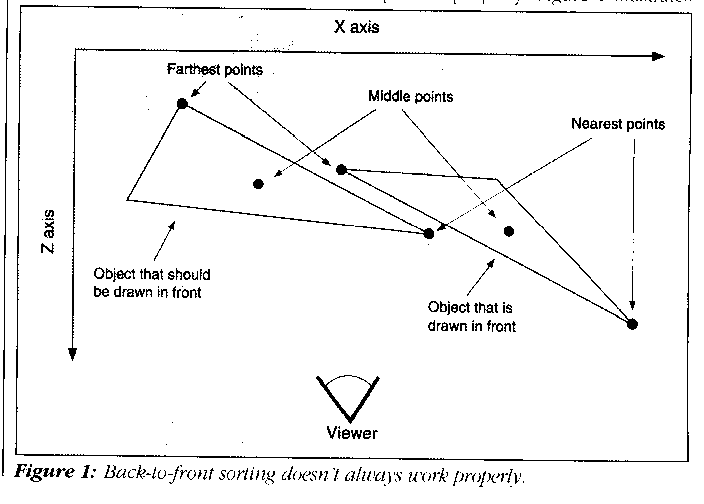 X axis
Farthest points
Middle points
Nearest points
Z axis
Object that should
be drawn in front
Object that is
drawn in front
Viewer
Figure 1: Back-to-front sorting doesn't always work properly.